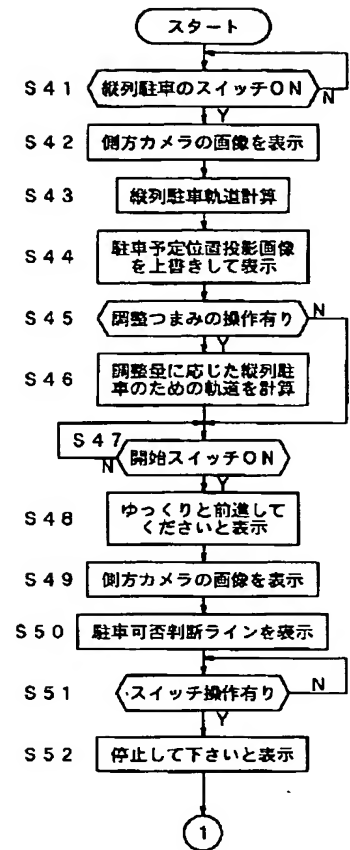 スタート
S41 縦列駐車のスイッチON N
Y
S42 側方カメラの画像を表示
S43 縦列駐車軌道計算
S44 駐車予定位置投影画像
を上書きして表示
S45 調整つまみの操作有り N
Y
S46 調整量に応じた縦列駐
車のための軌道を計算
S47
N 開始スイッチON
Y
S48 ゆっくりと前進して
くださいと表示
S49 側方カメラの画像を表示
S50 駐車可否判断ラインを表示
S51 スイッチ操作有り N
Y
S52 停止して下さいと表示
1